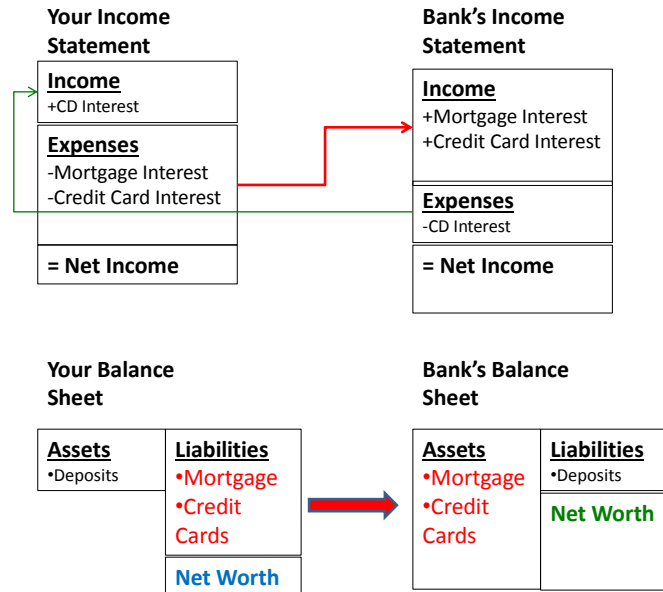 Your Income
Statement
Income
+CD Interest
Expenses
-Mortgage Interest
-Credit Card Interest
= Net Income
Bank’s Income
Statement
Income
+Mortgage Interest
+Credit Card Interest
Expenses
-CD Interest
= Net Income
Your Balance
Sheet
Assets
•Deposits
Liabilities
•Mortgage
•Credit
Cards
Net Worth
Bank’s Balance
Sheet
Assets
•Mortgage
•Credit
Cards
Liabilities
•Deposits
Net Worth